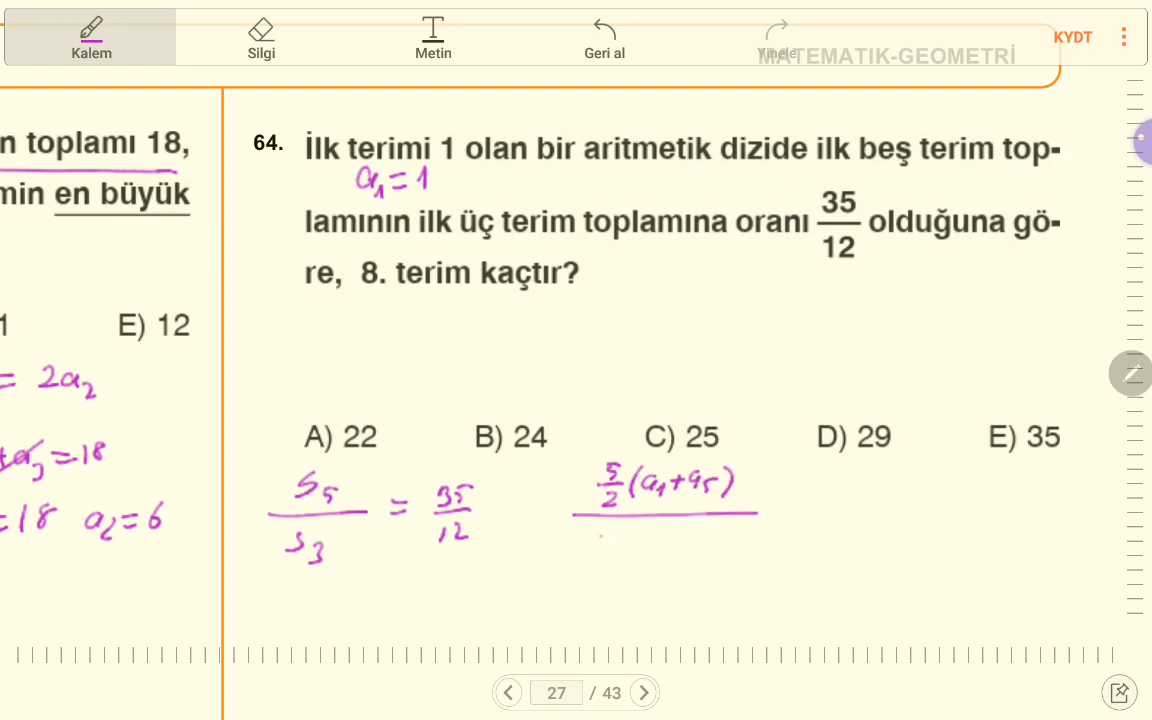 Kalem
Silgi
Metin
Geri al
Yinele
MATEMATIK-GEOMETRİ
KYDT
n toplamı 18,
min en büyük
1 E) 12
= 2a₂
+a₃ = 18
= 18 a₂ = 6
64. İlk terimi 1 olan bir aritmetik dizide ilk beş terim top-
a₁ = 1
lamının ilk üç terim toplamına oranı 35/12 olduğuna gö-
re, 8. terim kaçtır?
A) 22 B) 24 C) 25 D) 29 E) 35
S₅/S₃ = 35/12 5/2 (a₁+a₅)
27 / 43